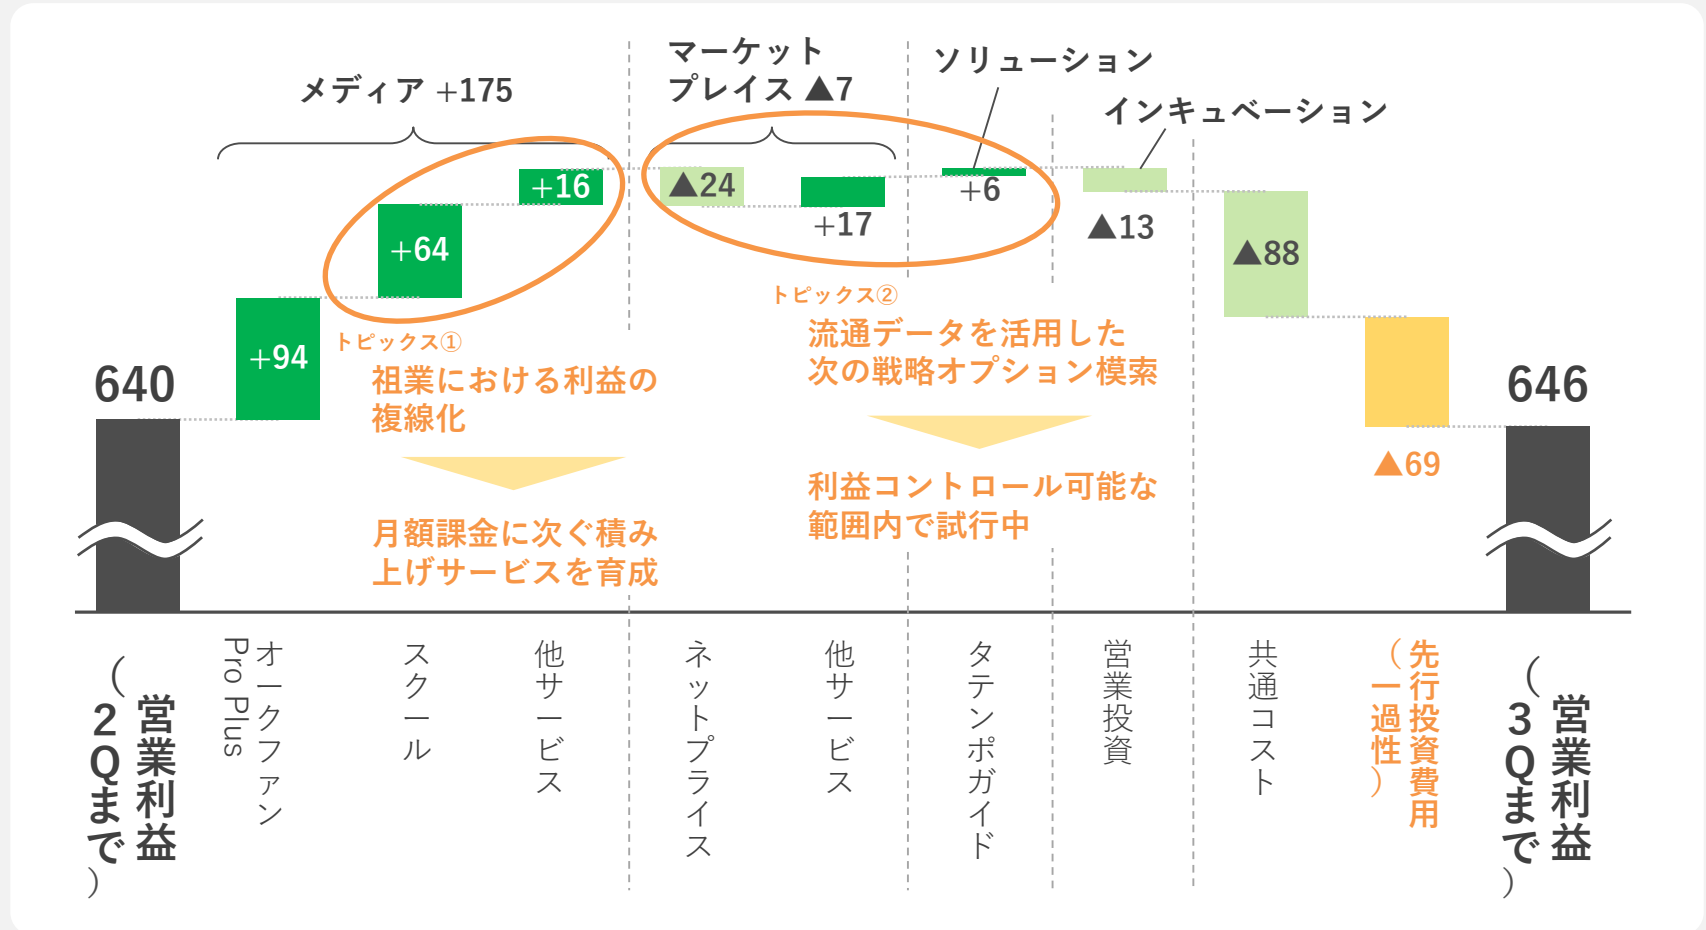 メディア +175
マーケット
プレイス ▲7
ソリューション
インキュベーション
640
+94
+64
+16
▲24
+17
+6
▲13
▲88
▲69
646
トピックス①
祖業における利益の
複線化
月額課金に次ぐ積み
上げサービスを育成
トピックス②
流通データを活用した
次の戦略オプション模索
利益コントロール可能な
範囲内で試行中
営業利益
（2Qまで）
オークファン
Pro Plus
スクール
他サービス
ネットプライス
他サービス
タテンポガイド
営業投資
共通コスト
先行投資費用
（一過性）
営業利益
（3Qまで）